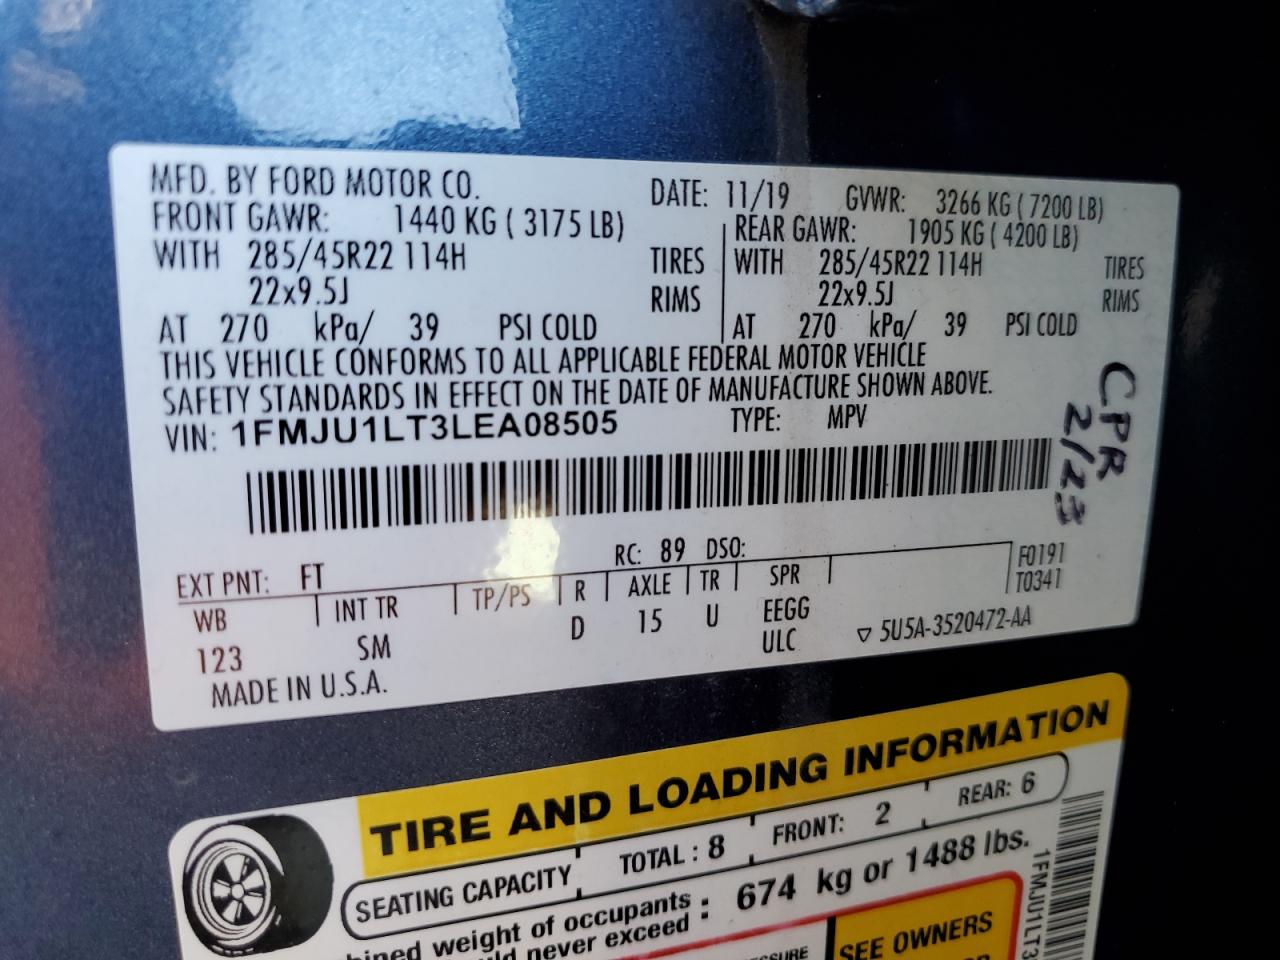 MFD. BY FORD MOTOR CO. DATE: 11/19 GVWR: 3266 KG ( 7200 LB)
FRONT GAWR: 1440 KG ( 3175 LB) REAR GAWR: 1905 KG ( 4200 LB)
WITH 285/45R22 114H TIRES WITH 285/45R22 114H TIRES
22x9.5J RIMS 22x9.5J RIMS
AT 270 kPa/ 39 PSI COLD AT 270 kPa/ 39 PSI COLD
THIS VEHICLE CONFORMS TO ALL APPLICABLE FEDERAL MOTOR VEHICLE
SAFETY STANDARDS IN EFFECT ON THE DATE OF MANUFACTURE SHOWN ABOVE.
VIN: 1FMJU1LT3LEA08505 TYPE: MPV
CPR
2/23
EXT PNT: FT RC: 89 DSO:
WB INT TR TP/PS R AXLE TR SPR F0191
T0341
123 SM D 15 U EEGG
ULC ▽ 5U5A-3520472-AA
MADE IN U.S.A.
TIRE AND LOADING INFORMATION
SEATING CAPACITY TOTAL : 8 FRONT: 2 REAR: 6
weight of occupants
never exceed : 674 kg or 1488 lbs.
SEE OWNERS
1FMJU1LT3